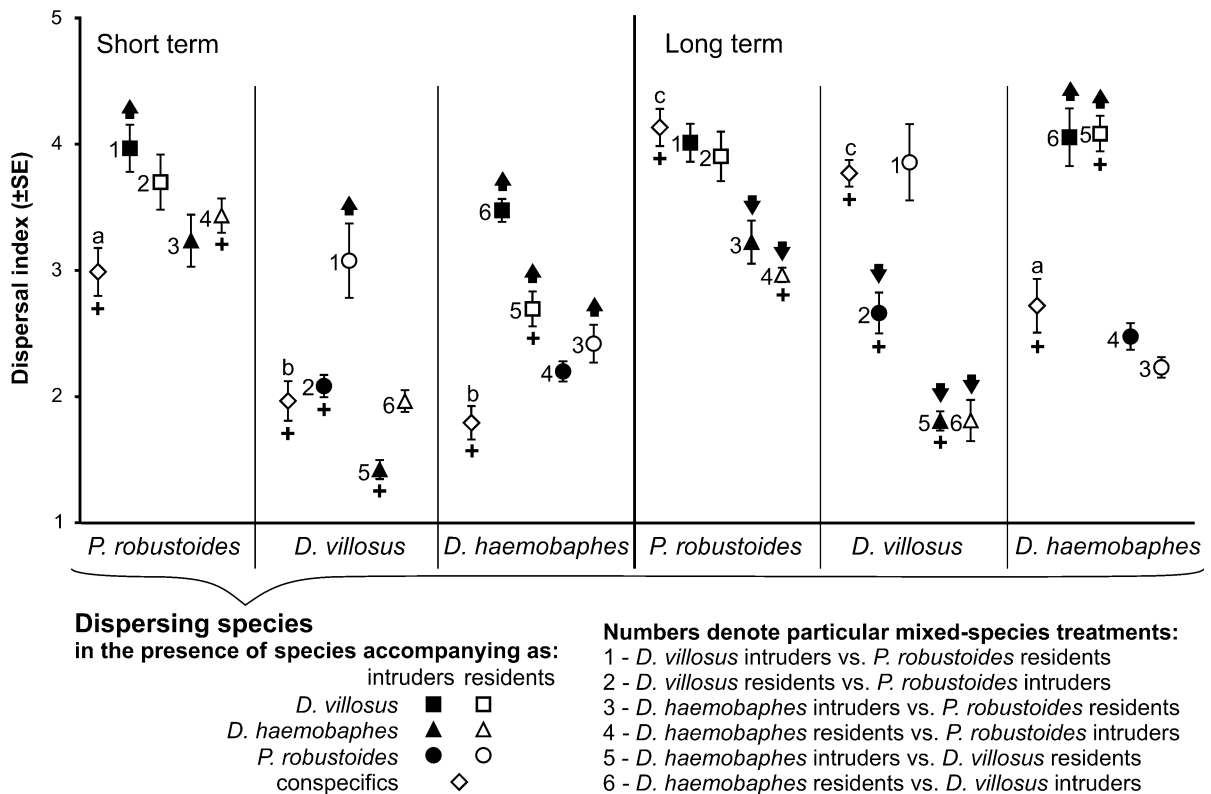 5
4
3
2
1
Dispersal index (±SE)
Short term
Long term
a
1
2
3
4
+
+
b
2
1
5
6
+
+
+
b
6
5
4
3
+
+
c
1
2
3
4
+
+
c
2
1
5
6
+
+
+
a
6
5
4
3
+
+
P. robustoides D. villosus D. haemobaphes P. robustoides D. villosus D. haemobaphes
Dispersing species
in the presence of species accompanying as:
intruders residents
D. villosus
D. haemobaphes
P. robustoides
conspecifics
Numbers denote particular mixed-species treatments:
1 - D. villosus intruders vs. P. robustoides residents
2 - D. villosus residents vs. P. robustoides intruders
3 - D. haemobaphes intruders vs. P. robustoides residents
4 - D. haemobaphes residents vs. P. robustoides intruders
5 - D. haemobaphes intruders vs. D. villosus residents
6 - D. haemobaphes residents vs. D. villosus intruders